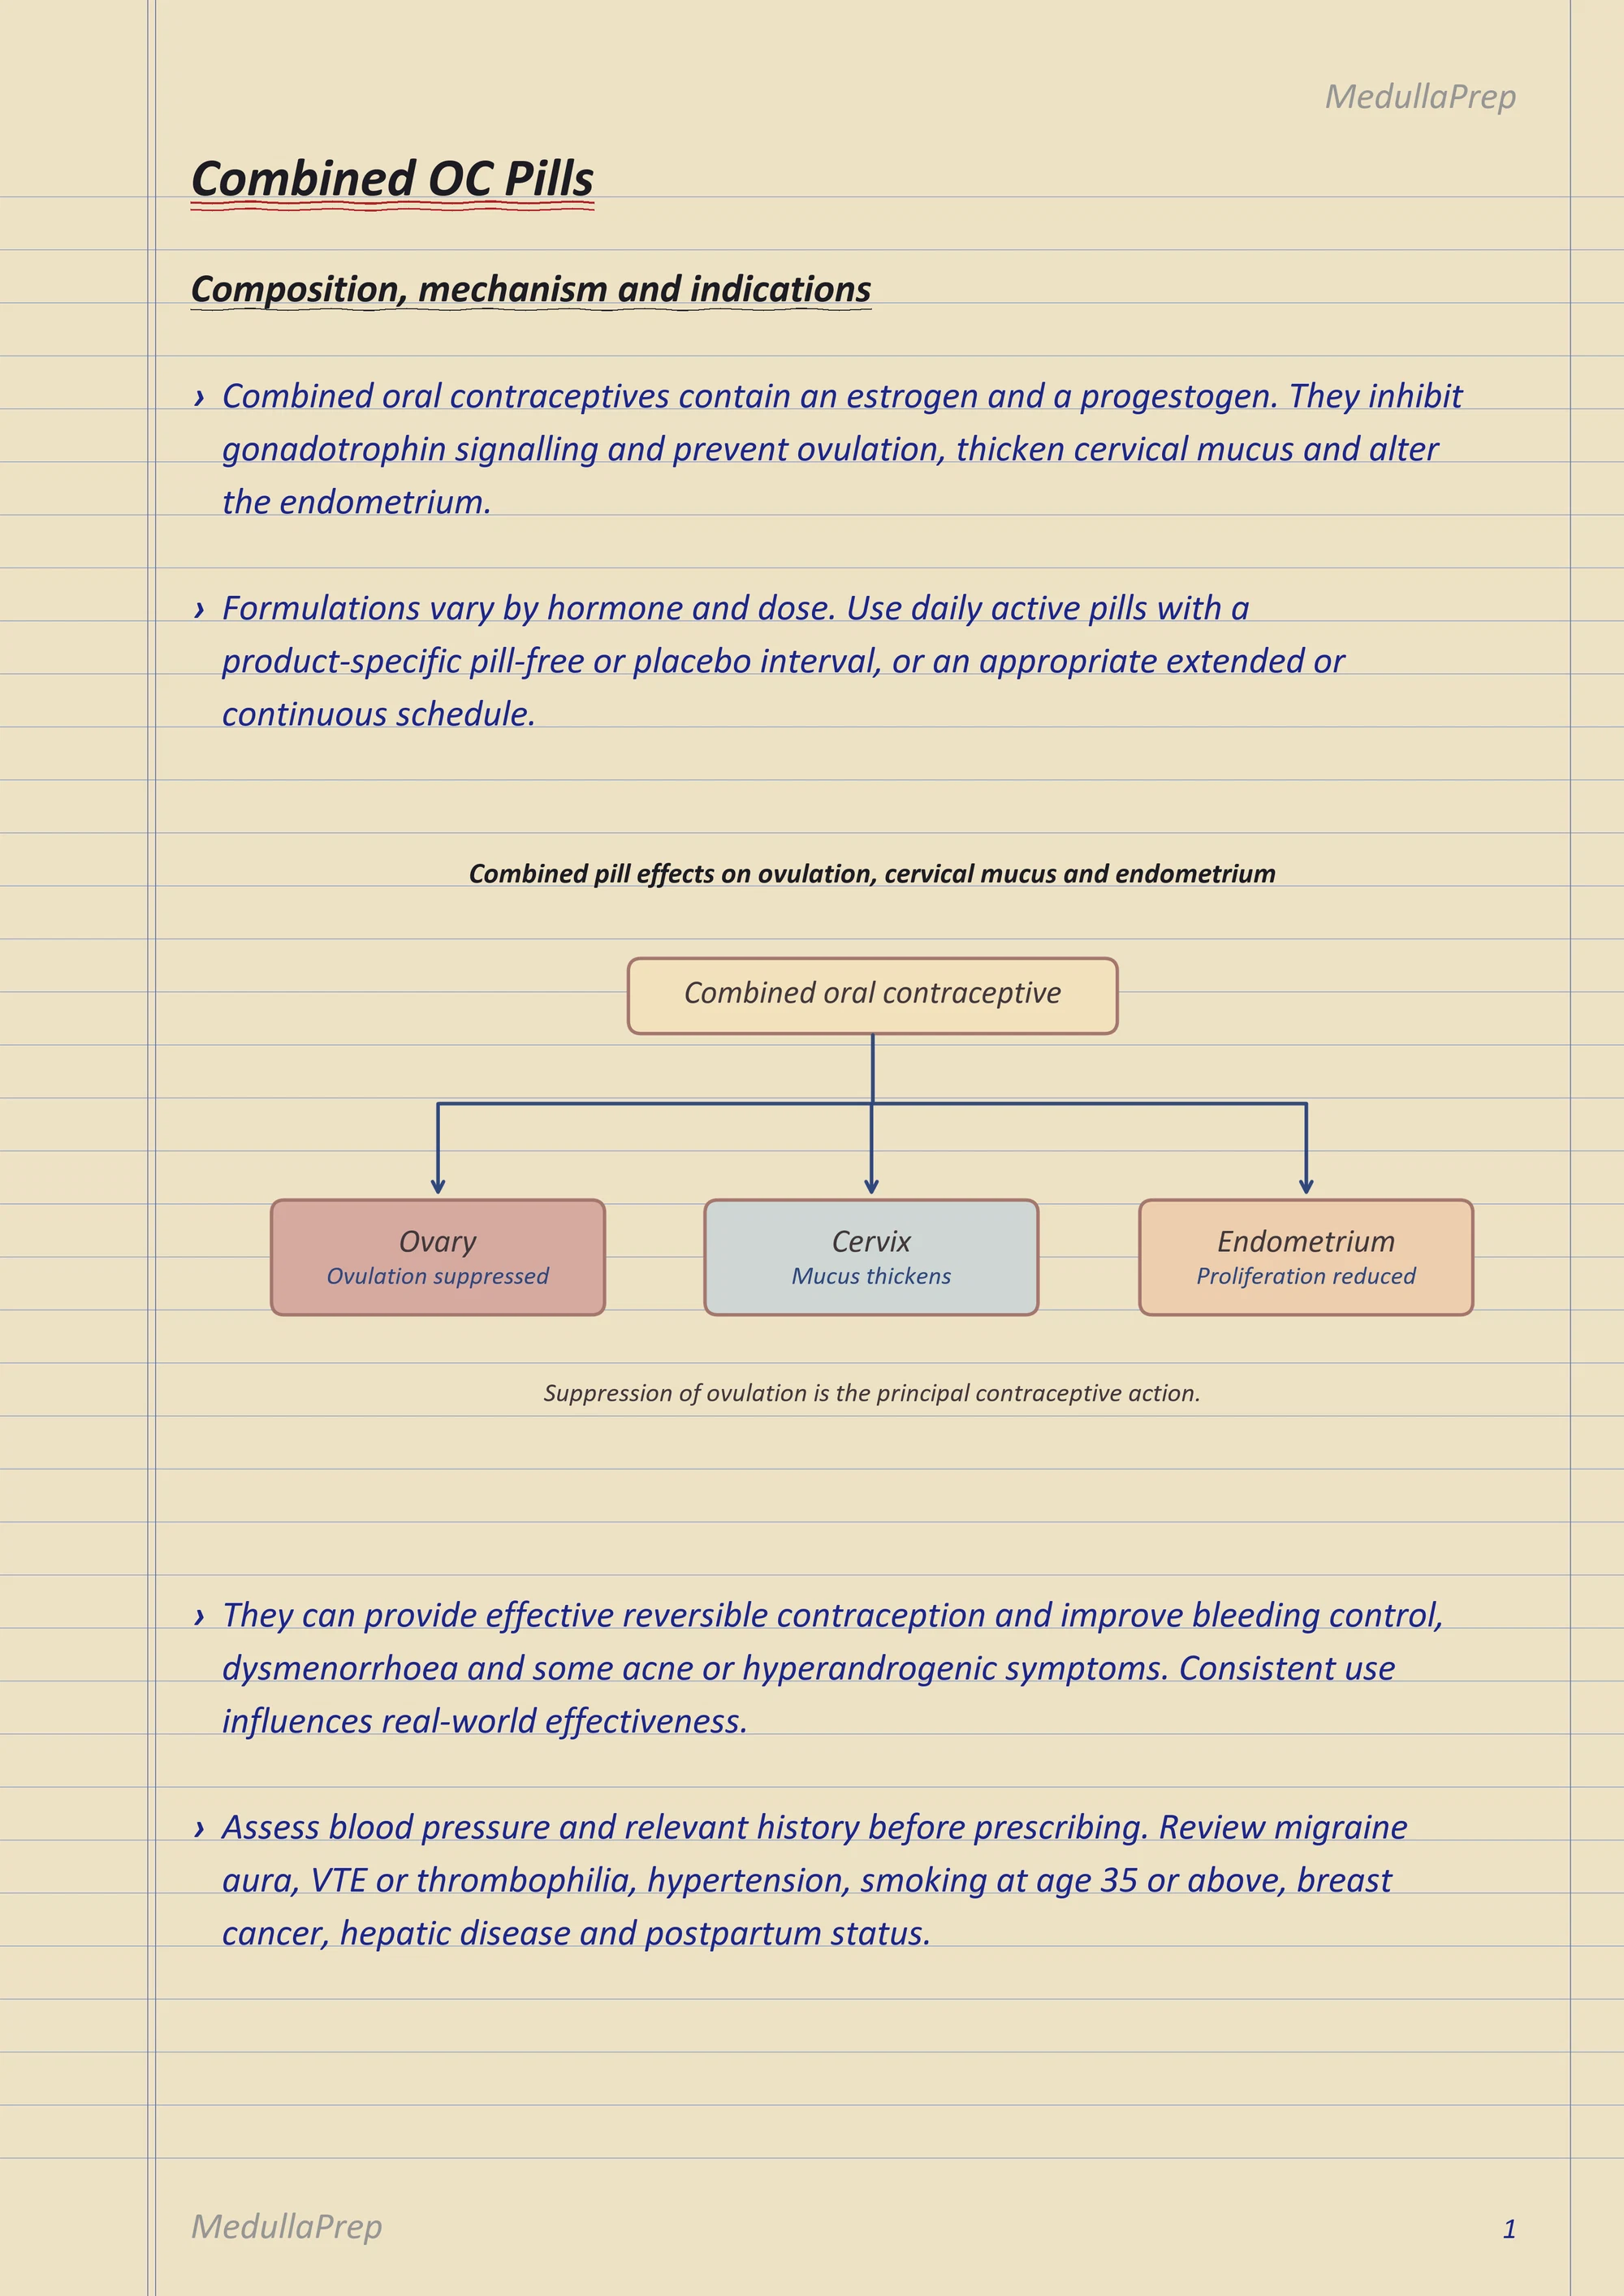 MedullaPrep
Combined OC Pills
Composition, mechanism and indications
› Combined oral contraceptives contain an estrogen and a progestogen. They inhibit
gonadotrophin signalling and prevent ovulation, thicken cervical mucus and alter
the endometrium.
› Formulations vary by hormone and dose. Use daily active pills with a
product-specific pill-free or placebo interval, or an appropriate extended or
continuous schedule.
Combined pill effects on ovulation, cervical mucus and endometrium
Combined oral contraceptive
Ovary
Ovulation suppressed
Cervix
Mucus thickens
Endometrium
Proliferation reduced
Suppression of ovulation is the principal contraceptive action.
› They can provide effective reversible contraception and improve bleeding control,
dysmenorrhoea and some acne or hyperandrogenic symptoms. Consistent use
influences real-world effectiveness.
› Assess blood pressure and relevant history before prescribing. Review migraine
aura, VTE or thrombophilia, hypertension, smoking at age 35 or above, breast
cancer, hepatic disease and postpartum status.
MedullaPrep
1